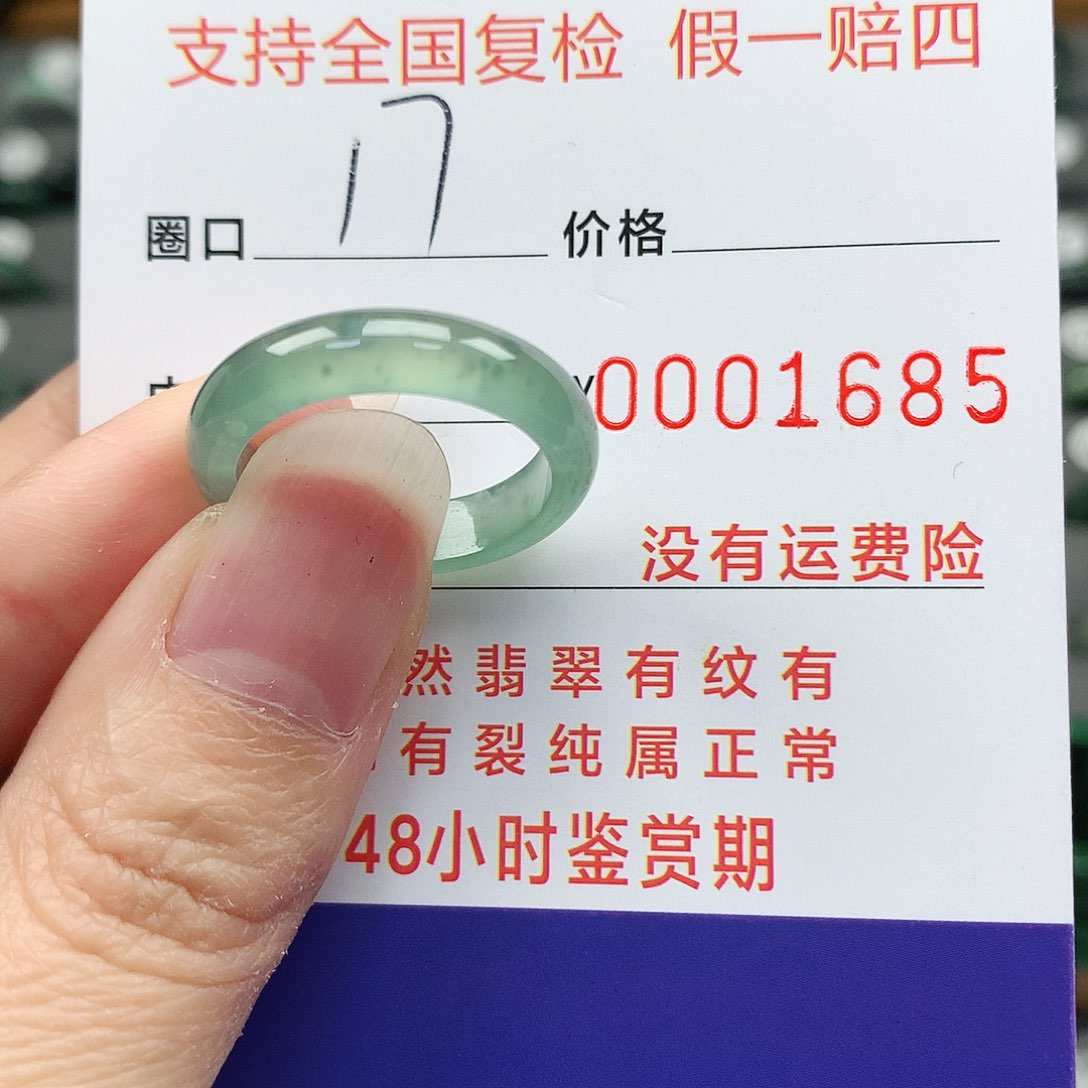 支持全国复检 假一赔四
圈口 17 价格
0001685
没有运费险
然翡翠有纹有
有裂纯属正常
48小时鉴赏期